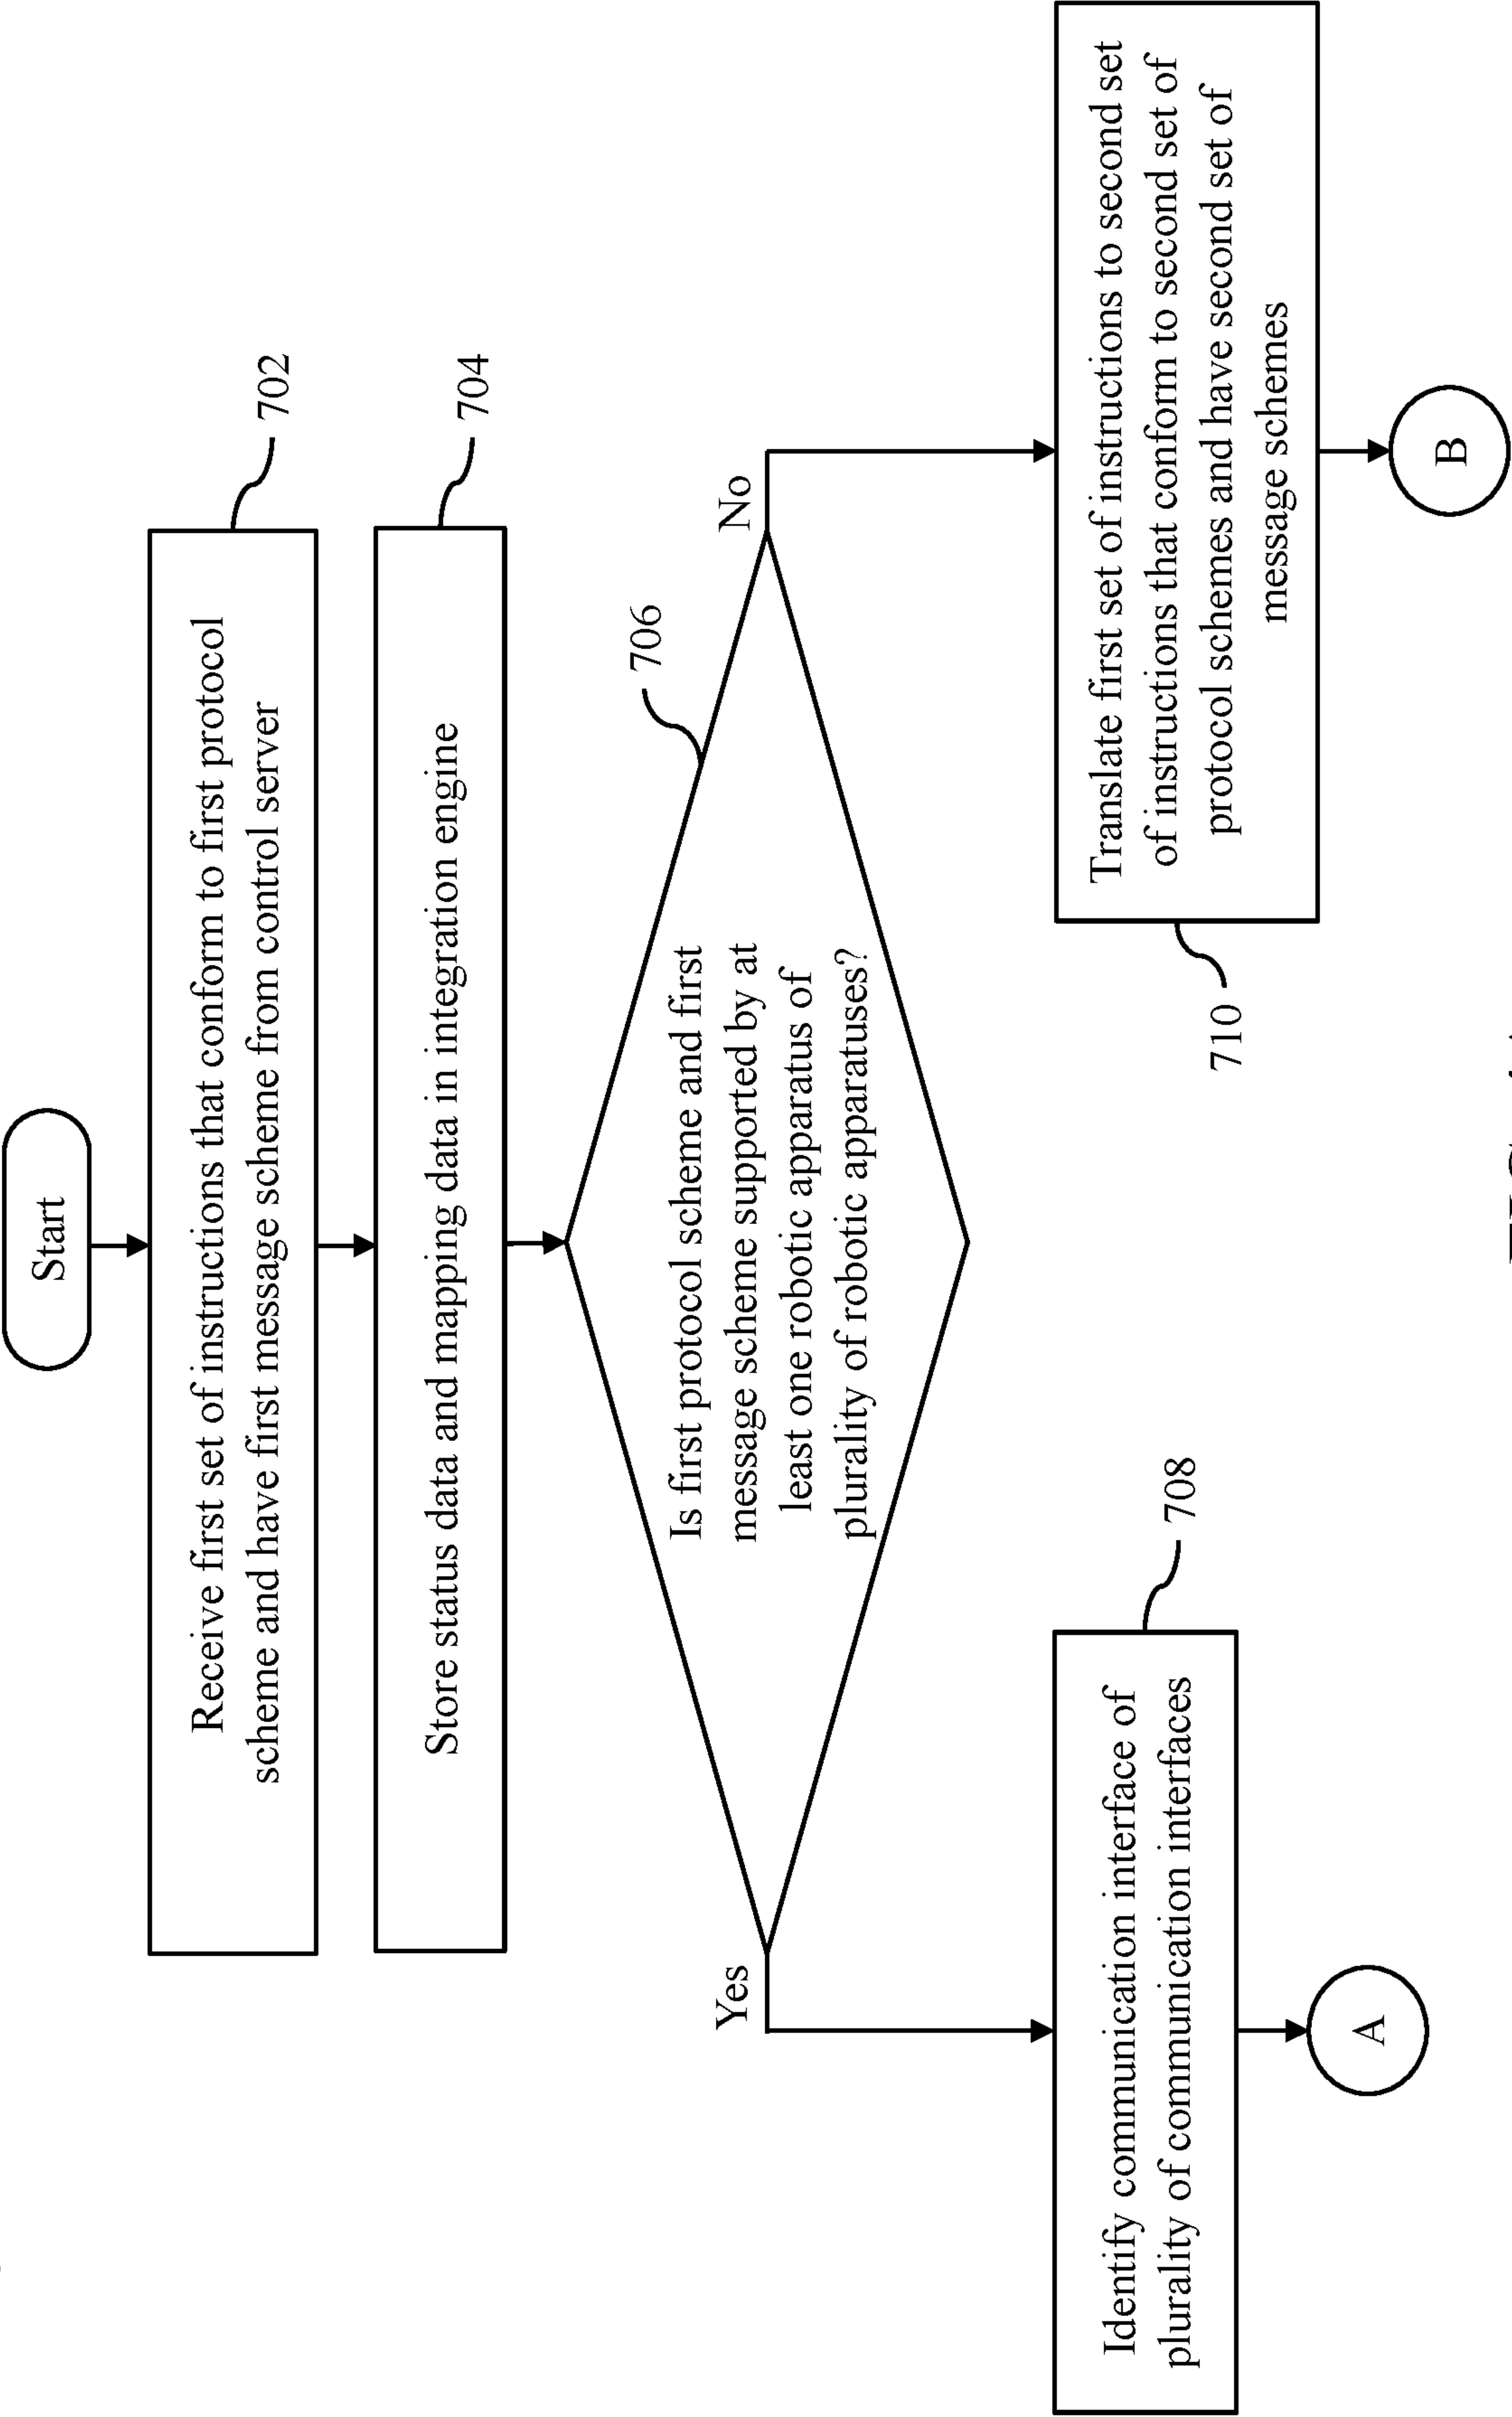 Start
Receive first set of instructions that conform to first protocol
scheme and have first message scheme from control server
702
Store status data and mapping data in integration engine
704
706
Is first protocol scheme and first
message scheme supported by at
least one robotic apparatus of
plurality of robotic apparatuses?
Yes
No
Identify communication interface of
plurality of communication interfaces
708
Translate first set of instructions to second set
of instructions that conform to second set of
protocol schemes and have second set of
message schemes
710
A
B